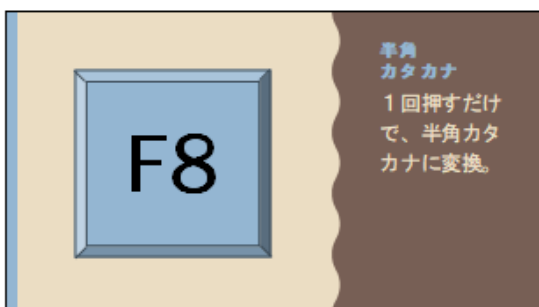 F8
半角
カタカナ
１回押すだけ
で、半角カタ
カナに変換。